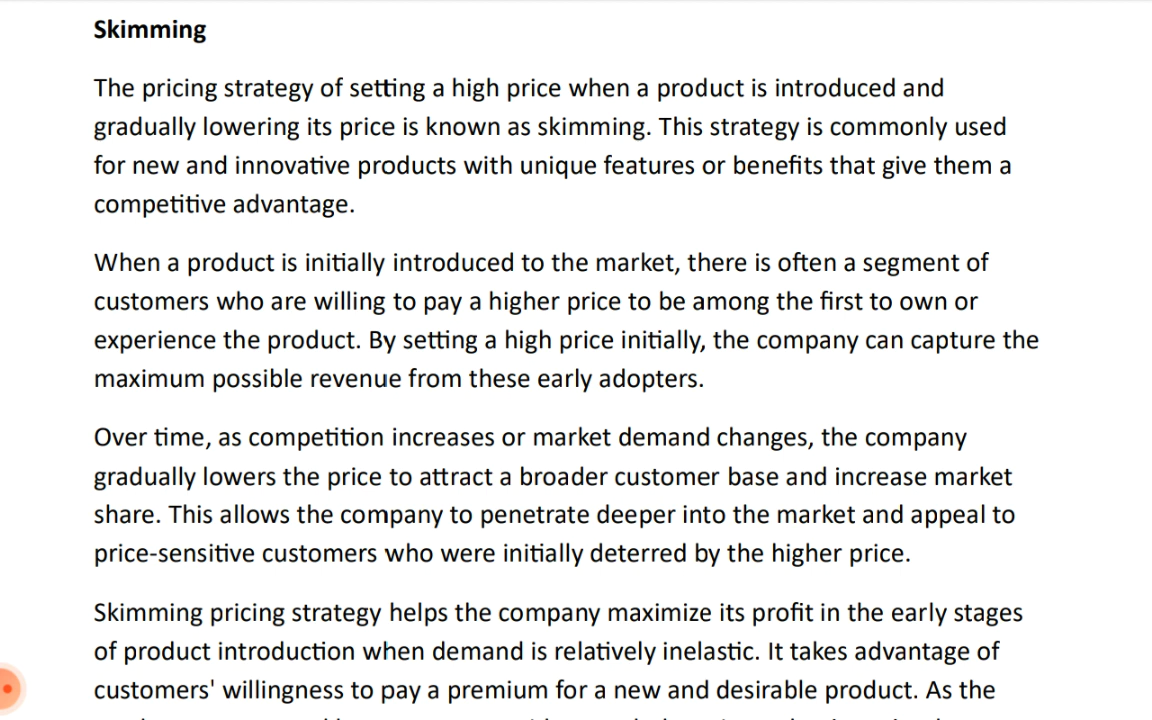 Skimming
The pricing strategy of setting a high price when a product is introduced and
gradually lowering its price is known as skimming. This strategy is commonly used
for new and innovative products with unique features or benefits that give them a
competitive advantage.
When a product is initially introduced to the market, there is often a segment of
customers who are willing to pay a higher price to be among the first to own or
experience the product. By setting a high price initially, the company can capture the
maximum possible revenue from these early adopters.
Over time, as competition increases or market demand changes, the company
gradually lowers the price to attract a broader customer base and increase market
share. This allows the company to penetrate deeper into the market and appeal to
price-sensitive customers who were initially deterred by the higher price.
Skimming pricing strategy helps the company maximize its profit in the early stages
of product introduction when demand is relatively inelastic. It takes advantage of
customers' willingness to pay a premium for a new and desirable product. As the